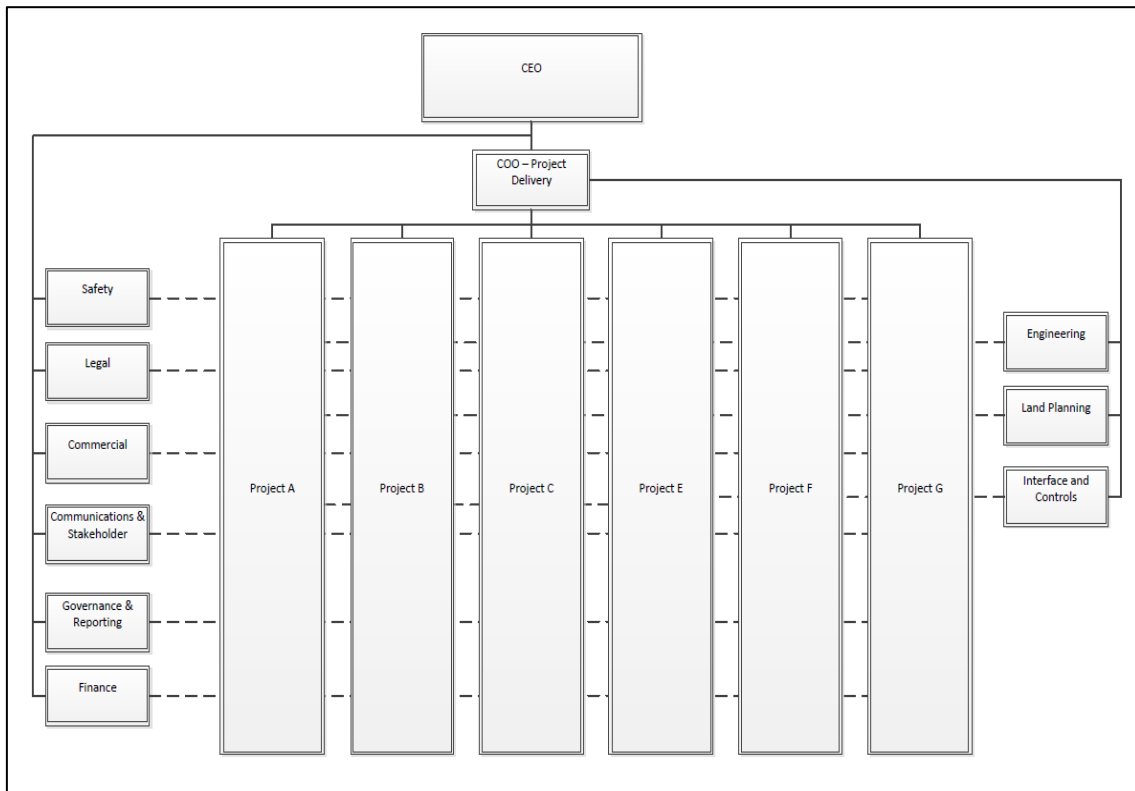 CEO
COO – Project
Delivery
Safety
Legal
Commercial
Communications &
Stakeholder
Governance &
Reporting
Finance
Project A
Project B
Project C
Project E
Project F
Project G
Engineering
Land Planning
Interface and
Controls